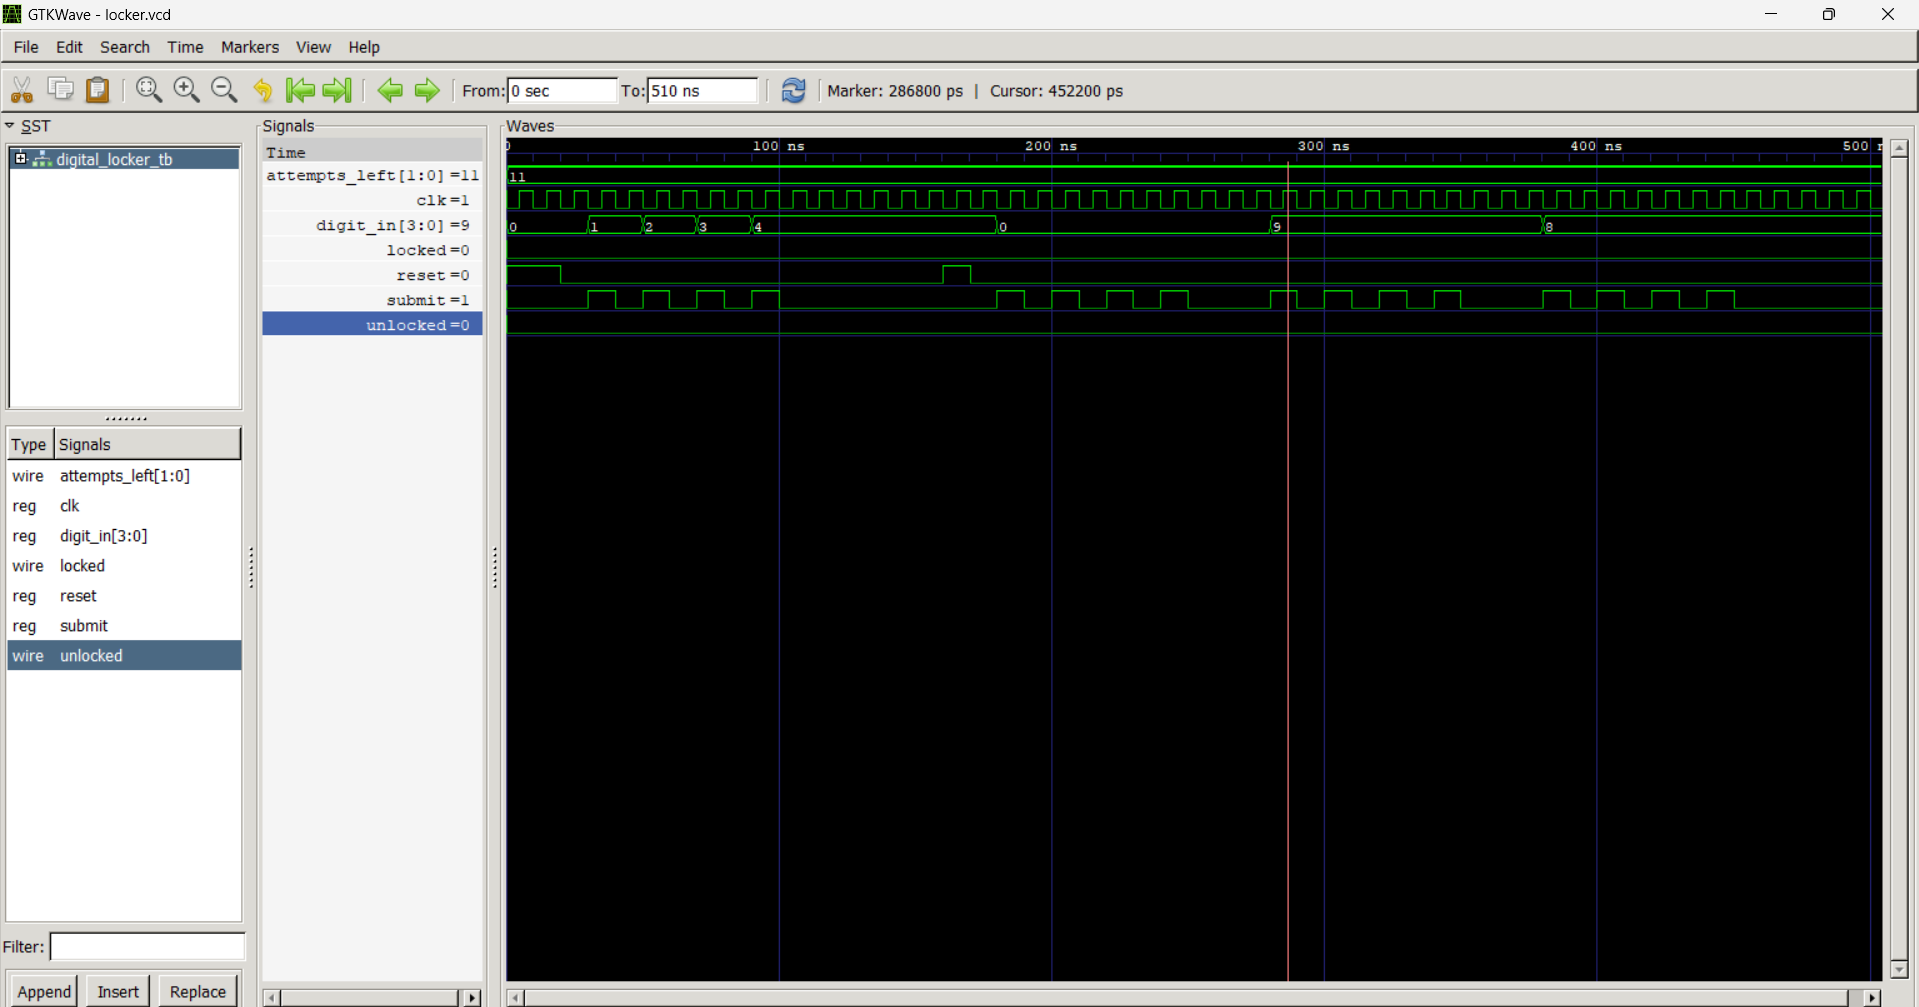 GTKWave - locker.vcd
File Edit Search Time Markers View Help
From: 0 sec To: 510 ns Marker: 286800 ps | Cursor: 452200 ps
SST
digital_locker_tb
Type Signals
wire attempts_left[1:0]
reg clk
reg digit_in[3:0]
wire locked
reg reset
reg submit
wire unlocked
Filter:
Append Insert Replace
Signals
Time
attempts_left[1:0] =11
clk =1
digit_in[3:0] =9
locked =0
reset =0
submit =1
unlocked =0
Waves
100 ns 200 ns 300 ns 400 ns 500
11
0 1 2 3 4 0 9 8